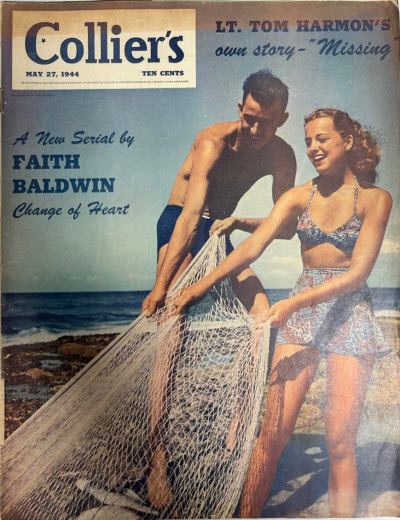 Collier's
MAY 27, 1944 TEN CENTS
LT. TOM HARMON'S
own story-"Missing
A New Serial by
FAITH
BALDWIN
Change of Heart